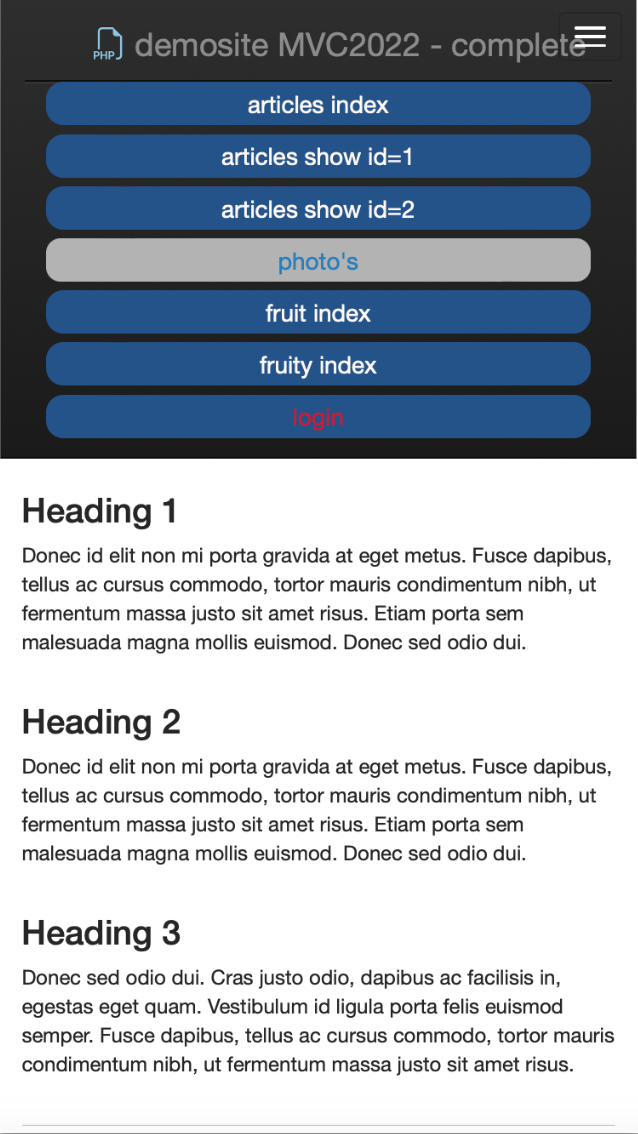 PHP demosite MVC2022 - complete
articles index
articles show id=1
articles show id=2
photo's
fruit index
fruity index
login
Heading 1
Donec id elit non mi porta gravida at eget metus. Fusce dapibus,
tellus ac cursus commodo, tortor mauris condimentum nibh, ut
fermentum massa justo sit amet risus. Etiam porta sem
malesuada magna mollis euismod. Donec sed odio dui.
Heading 2
Donec id elit non mi porta gravida at eget metus. Fusce dapibus,
tellus ac cursus commodo, tortor mauris condimentum nibh, ut
fermentum massa justo sit amet risus. Etiam porta sem
malesuada magna mollis euismod. Donec sed odio dui.
Heading 3
Donec sed odio dui. Cras justo odio, dapibus ac facilisis in,
egestas eget quam. Vestibulum id ligula porta felis euismod
semper. Fusce dapibus, tellus ac cursus commodo, tortor mauris
condimentum nibh, ut fermentum massa justo sit amet risus.